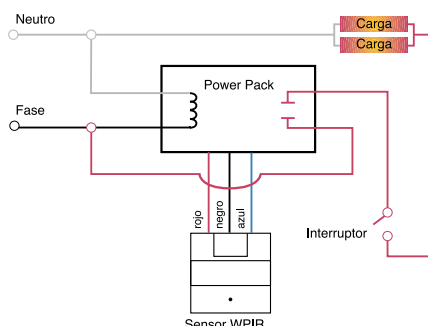 Neutro
Carga
Carga
Power Pack
Fase
rojo
negro
azul
Interruptor
Sensor WPIR